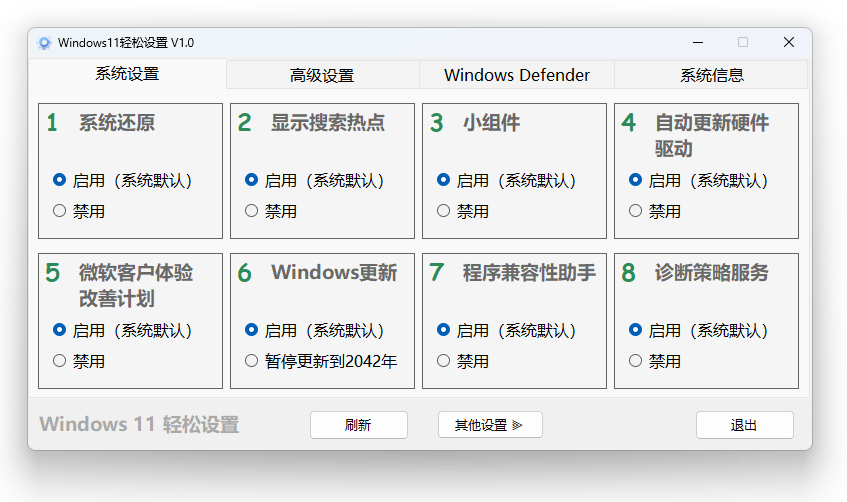 Windows11轻松设置 V1.0
系统设置
高级设置
Windows Defender
系统信息
1 系统还原
启用（系统默认）
禁用
2 显示搜索热点
启用（系统默认）
禁用
3 小组件
启用（系统默认）
禁用
4 自动更新硬件
驱动
启用（系统默认）
禁用
5 微软客户体验
改善计划
启用（系统默认）
禁用
6 Windows更新
启用（系统默认）
暂停更新到2042年
7 程序兼容性助手
启用（系统默认）
禁用
8 诊断策略服务
启用（系统默认）
禁用
Windows 11 轻松设置
刷新
其他设置
退出